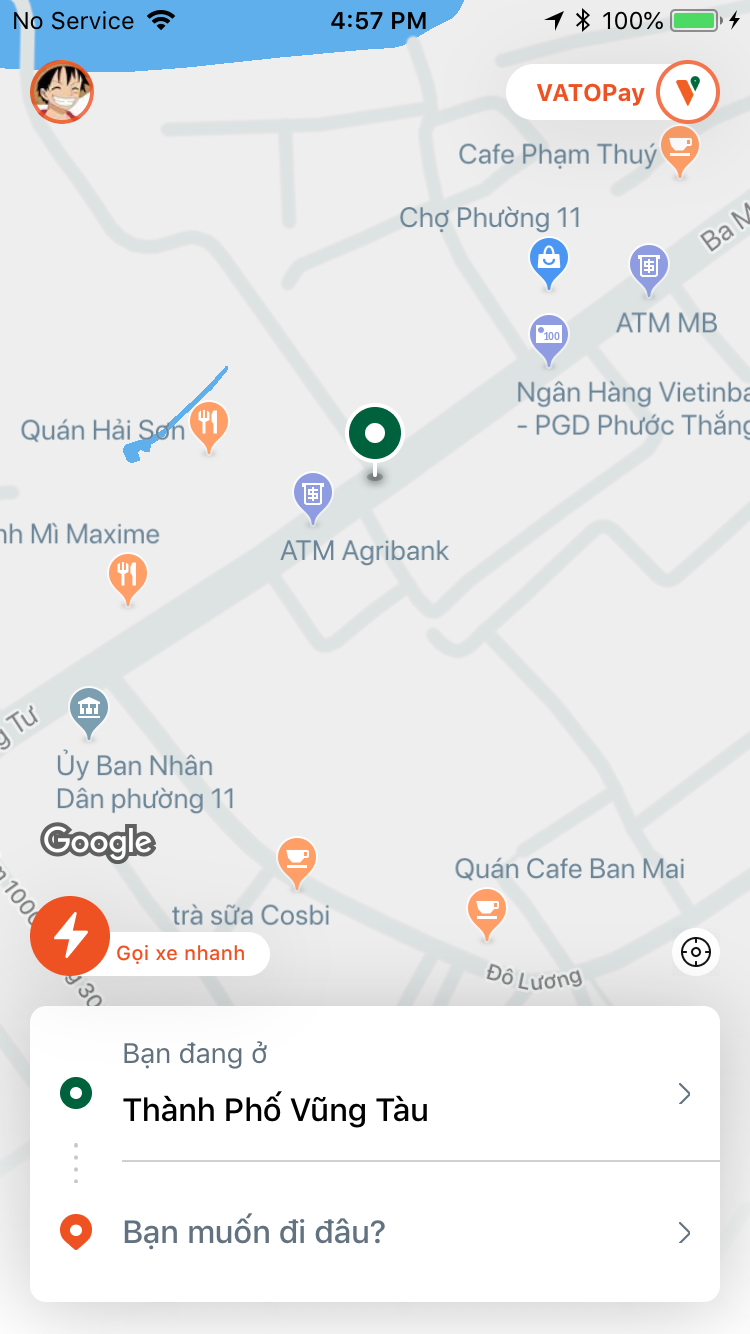 No Service 4:57 PM 100%
VATOPay
Cafe Phạm Thuý
Chợ Phường 11
Ba M
ATM MB
100
Ngân Hàng Vietinba
- PGD Phước Thắng
Quán Hải Sơn
ATM Agribank
nh Mì Maxime
g Tư
Ủy Ban Nhân
Dân phường 11
Google
Quán Cafe Ban Mai
trà sữa Cosbi
Gọi xe nhanh
Đô Lương
g 30
Bạn đang ở
Thành Phố Vũng Tàu
Bạn muốn đi đâu?